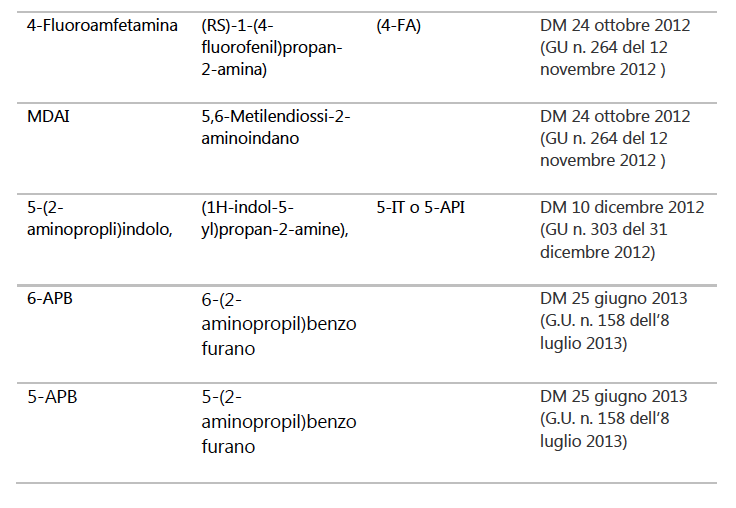 4-Fluoroamfetamina
(RS)-1-(4-
fluorofenil)propan-
2-amina)
(4-FA)
DM 24 ottobre 2012
(GU n. 264 del 12
novembre 2012 )
MDAI
5,6-Metilendiossi-2-
aminoindano
DM 24 ottobre 2012
(GU n. 264 del 12
novembre 2012 )
5-(2-
aminopropli)indolo,
(1H-indol-5-
yl)propan-2-amine),
5-IT o 5-API
DM 10 dicembre 2012
(GU n. 303 del 31
dicembre 2012)
6-APB
6-(2-
aminopropil)benzo
furano
DM 25 giugno 2013
(G.U. n. 158 dell’8
luglio 2013)
5-APB
5-(2-
aminopropil)benzo
furano
DM 25 giugno 2013
(G.U. n. 158 dell’8
luglio 2013)